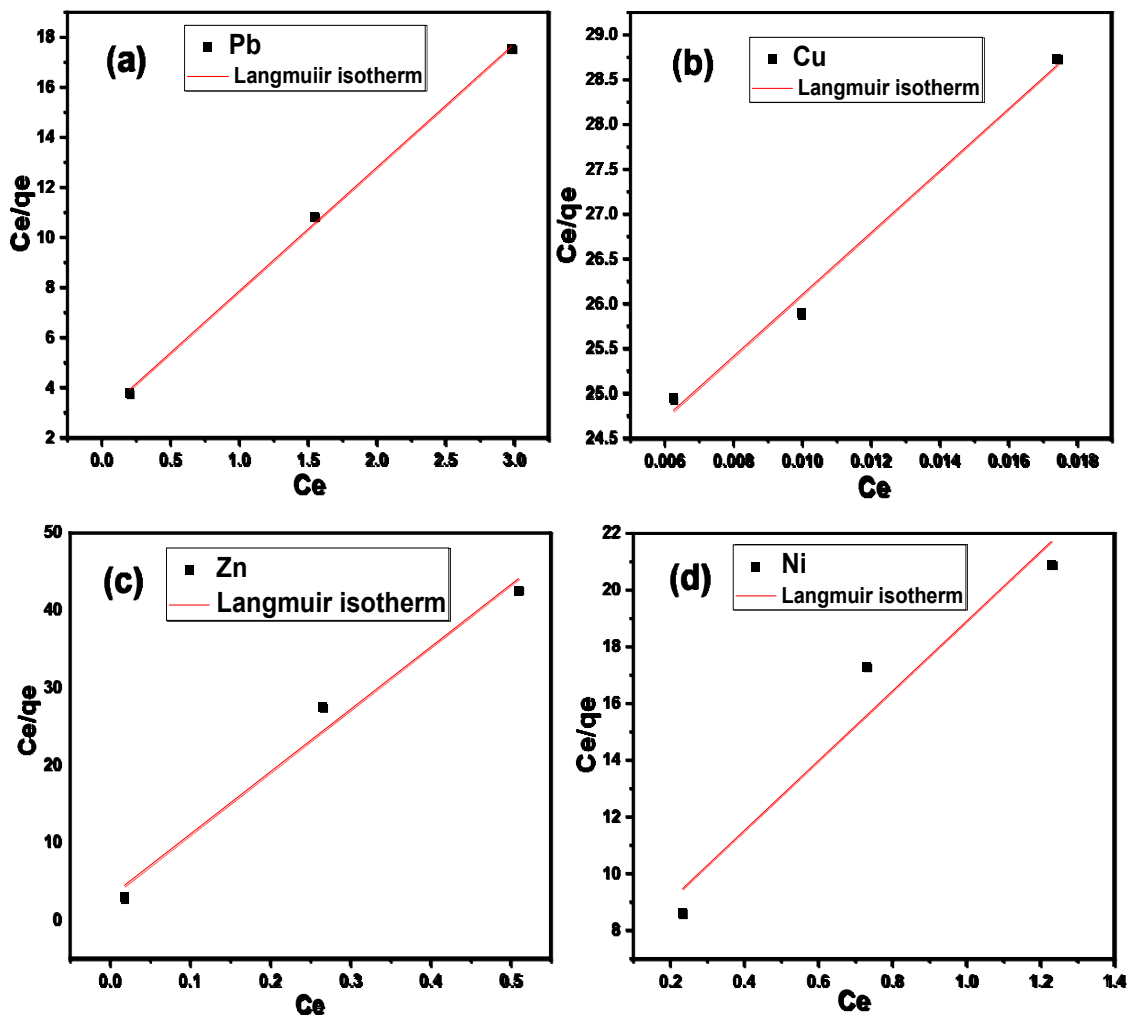 (a)
Pb
Langmuiir isotherm
18
16
14
12
10
8
6
4
2
Ce/qe
0.0 0.5 1.0 1.5 2.0 2.5 3.0
Ce
(b)
Cu
Langmuir isotherm
29.0
28.5
28.0
27.5
27.0
26.5
26.0
25.5
25.0
24.5
Ce/qe
0.006 0.008 0.010 0.012 0.014 0.016 0.018
Ce
(c)
Zn
Langmuir isotherm
50
40
30
20
10
0
Ce/qe
0.0 0.1 0.2 0.3 0.4 0.5
Ce
(d)
Ni
Langmuir isotherm
22
20
18
16
14
12
10
8
Ce/qe
0.2 0.4 0.6 0.8 1.0 1.2 1.4
Ce